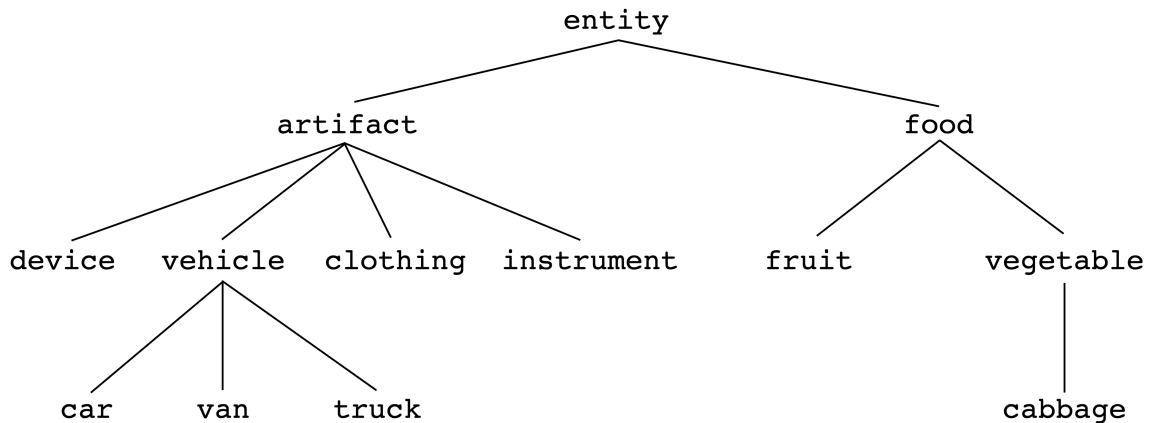 entity
artifact food
device vehicle clothing instrument fruit vegetable
car van truck cabbage